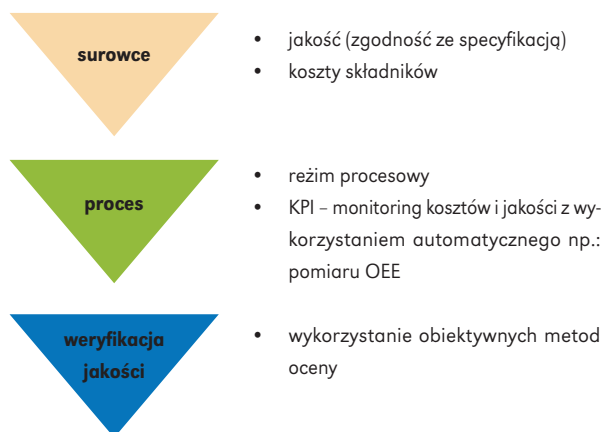 surowce
• jakość (zgodność ze specyfikacją)
• koszty składników
proces
• reżim procesowy
• KPI – monitoring kosztów i jakości z wy-
korzystaniem automatycznego np.:
pomiaru OEE
weryfikacja
jakości
• wykorzystanie obiektywnych metod
oceny